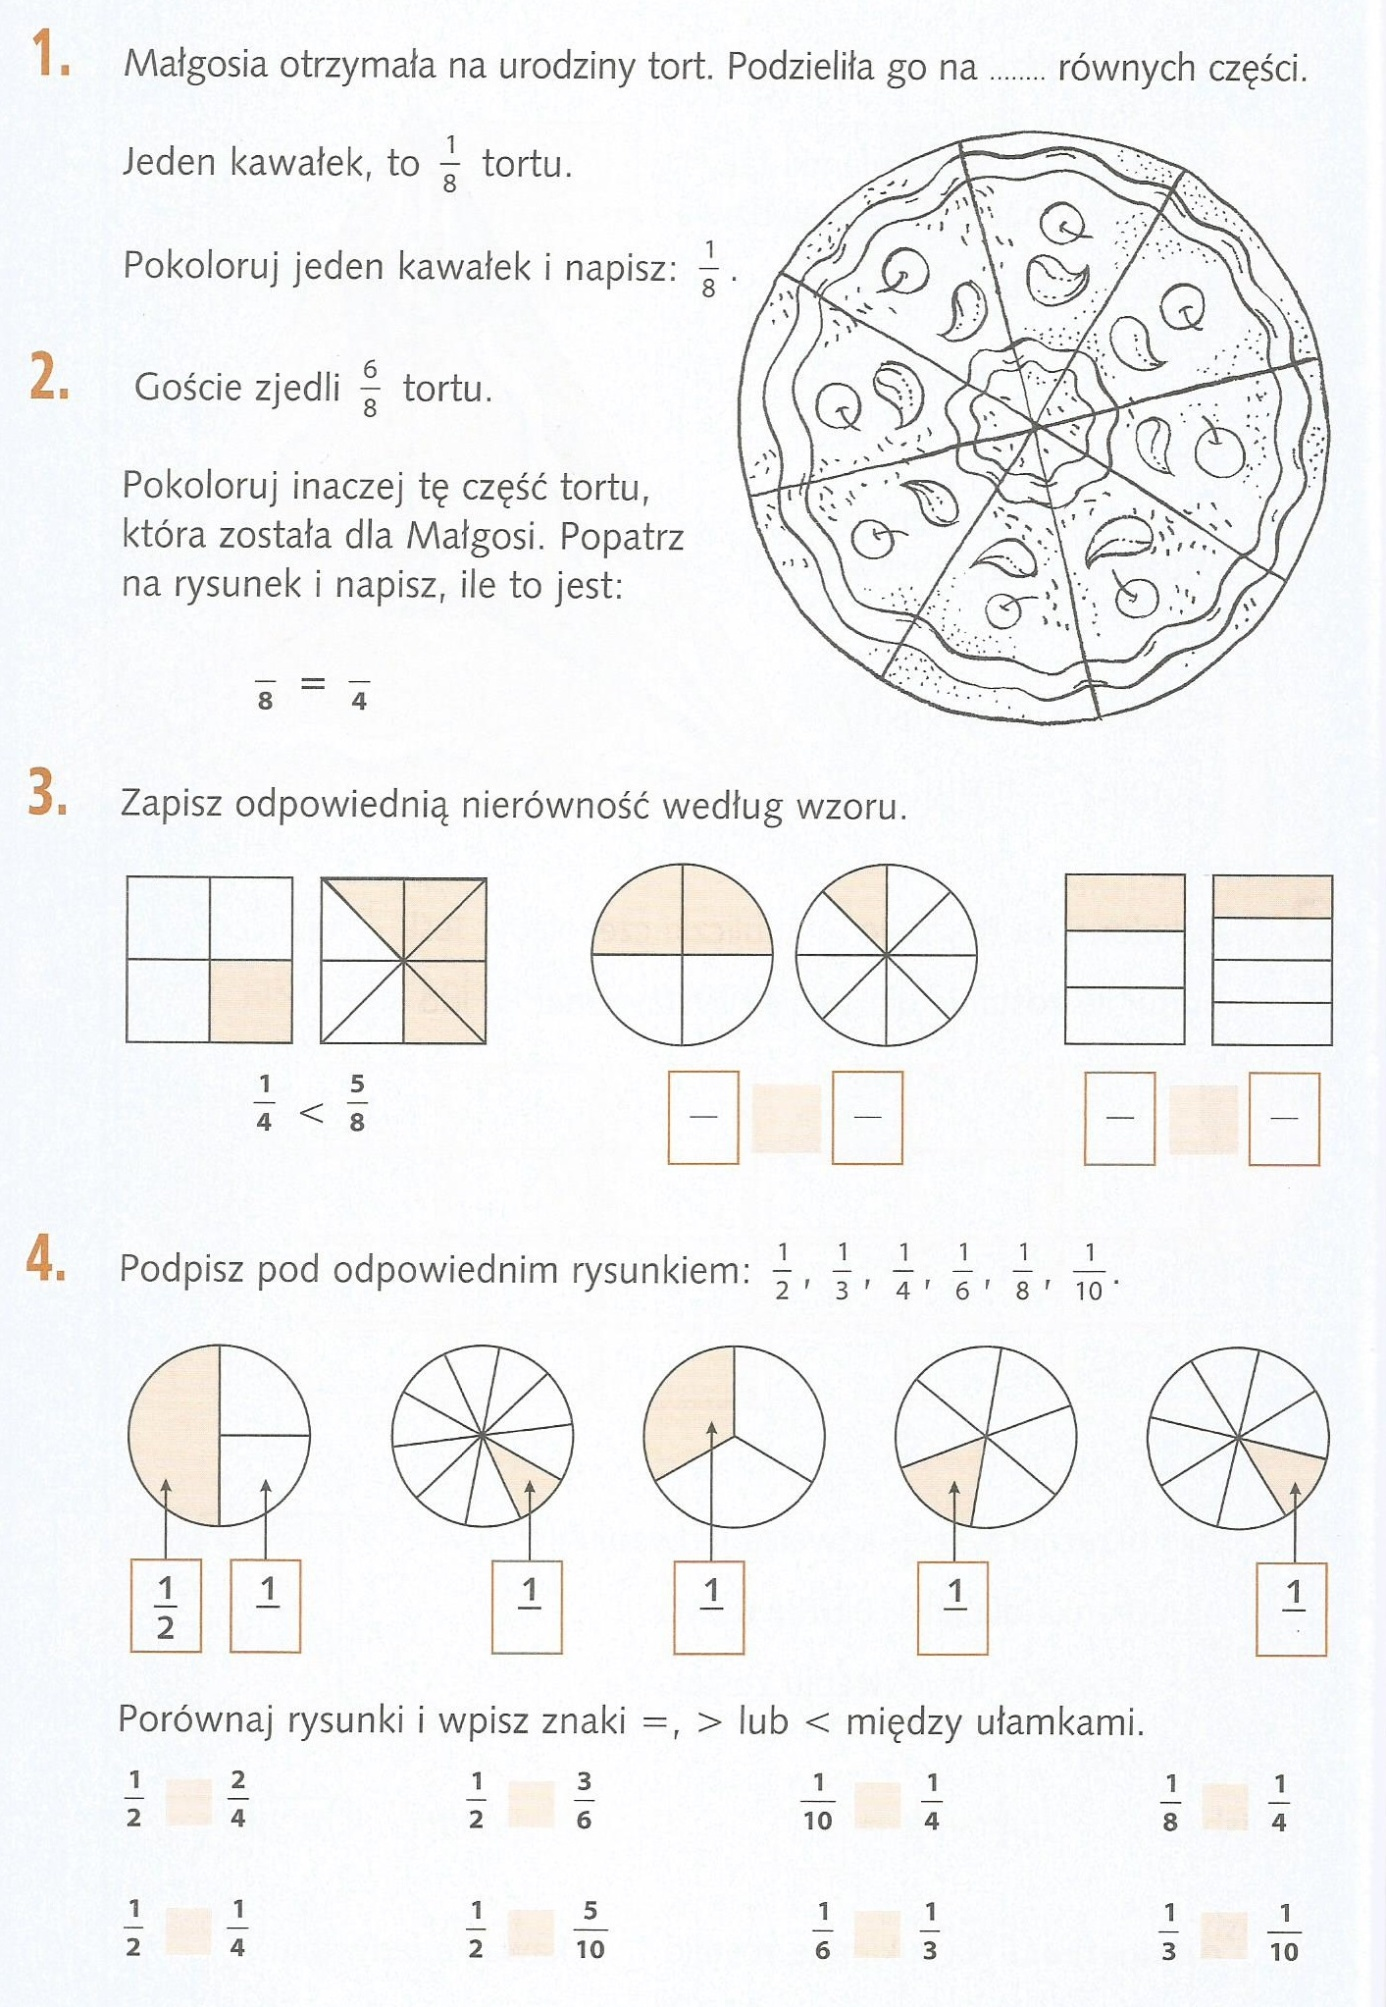 1. Małgosia otrzymała na urodziny tort. Podzieliła go na ........ równych części.
Jeden kawałek, to 1/8 tortu.
Pokoloruj jeden kawałek i napisz: 1/8 .
2. Goście zjedli 6/8 tortu.
Pokoloruj inaczej tę część tortu,
która została dla Małgosi. Popatrz
na rysunek i napisz, ile to jest:
_/8 = _/4
3. Zapisz odpowiednią nierówność według wzoru.
1/4 < 5/8
4. Podpisz pod odpowiednim rysunkiem: 1/2, 1/3, 1/4, 1/6, 1/8, 1/10.
1/2 1/_ 1/_ 1/_ 1/_ 1/_
Porównaj rysunki i wpisz znaki =, > lub < między ułamkami.
1/2 2/4 1/2 3/6 1/10 1/4 1/8 1/4
1/2 1/4 1/2 5/10 1/6 1/3 1/3 1/10